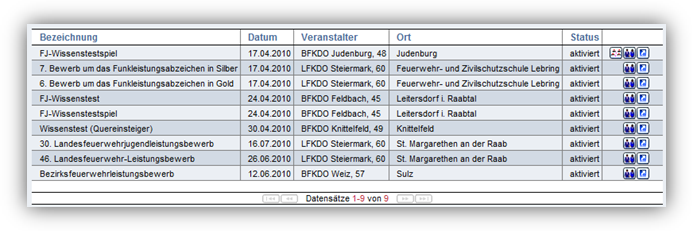 Bezeichnung Datum Veranstalter Ort Status
FJ-Wissenstestspiel 17.04.2010 BFKDO Judenburg, 48 Judenburg aktiviert
7. Bewerb um das Funkleistungsabzeichen in Silber 17.04.2010 LFKDO Steiermark, 60 Feuerwehr- und Zivilschutzschule Lebring aktiviert
6. Bewerb um das Funkleistungsabzeichen in Gold 17.04.2010 LFKDO Steiermark, 60 Feuerwehr- und Zivilschutzschule Lebring aktiviert
FJ-Wissenstest 24.04.2010 BFKDO Feldbach, 45 Leitersdorf i. Raabtal aktiviert
FJ-Wissenstestspiel 24.04.2010 BFKDO Feldbach, 45 Leitersdorf i. Raabtal aktiviert
Wissenstest (Quereinsteiger) 30.04.2010 BFKDO Knittelfeld, 49 Knittelfeld aktiviert
30. Landesfeuerwehrjugendleistungsbewerb 16.07.2010 LFKDO Steiermark, 60 St. Margarethen an der Raab aktiviert
46. Landesfeuerwehr-Leistungsbewerb 26.06.2010 LFKDO Steiermark, 60 St. Margarethen an der Raab aktiviert
Bezirksfeuerwehrleistungsbewerb 12.06.2010 BFKDO Weiz, 57 Sulz aktiviert
Datensätze 1-9 von 9